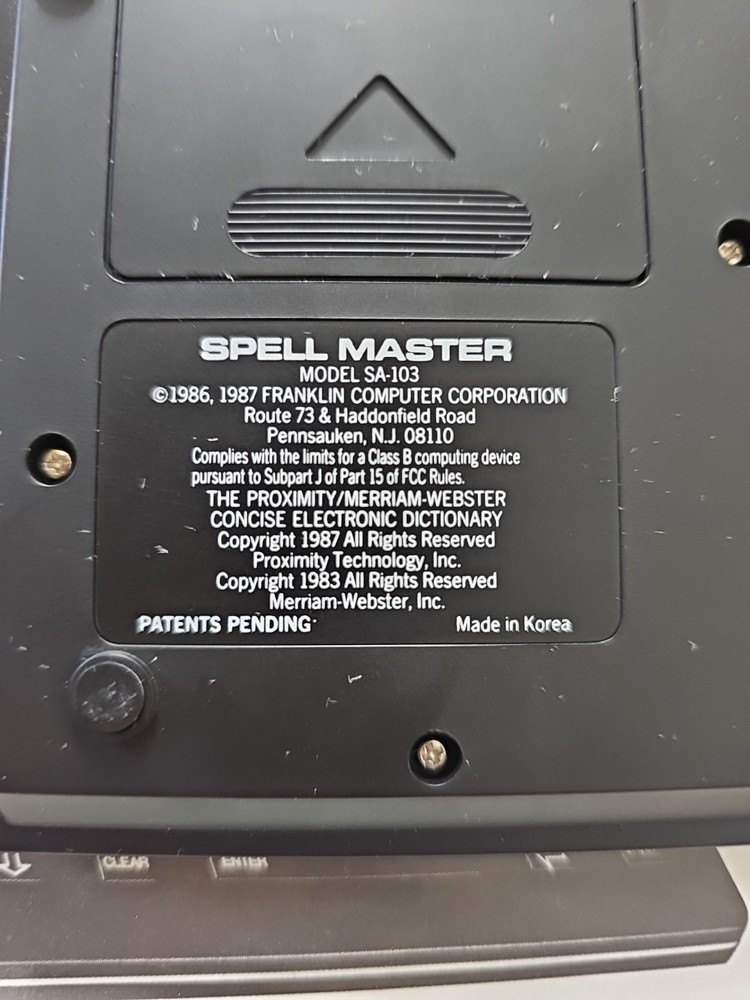 SPELL MASTER
MODEL SA-103
©1986, 1987 FRANKLIN COMPUTER CORPORATION
Route 73 & Haddonfield Road
Pennsauken, N.J. 08110
Complies with the limits for a Class B computing device
pursuant to Subpart J of Part 15 of FCC Rules.
THE PROXIMITY/MERRIAM-WEBSTER
CONCISE ELECTRONIC DICTIONARY
Copyright 1987 All Rights Reserved
Proximity Technology, Inc.
Copyright 1983 All Rights Reserved
Merriam-Webster, Inc.
PATENTS PENDING Made in Korea
CLEAR ENTER